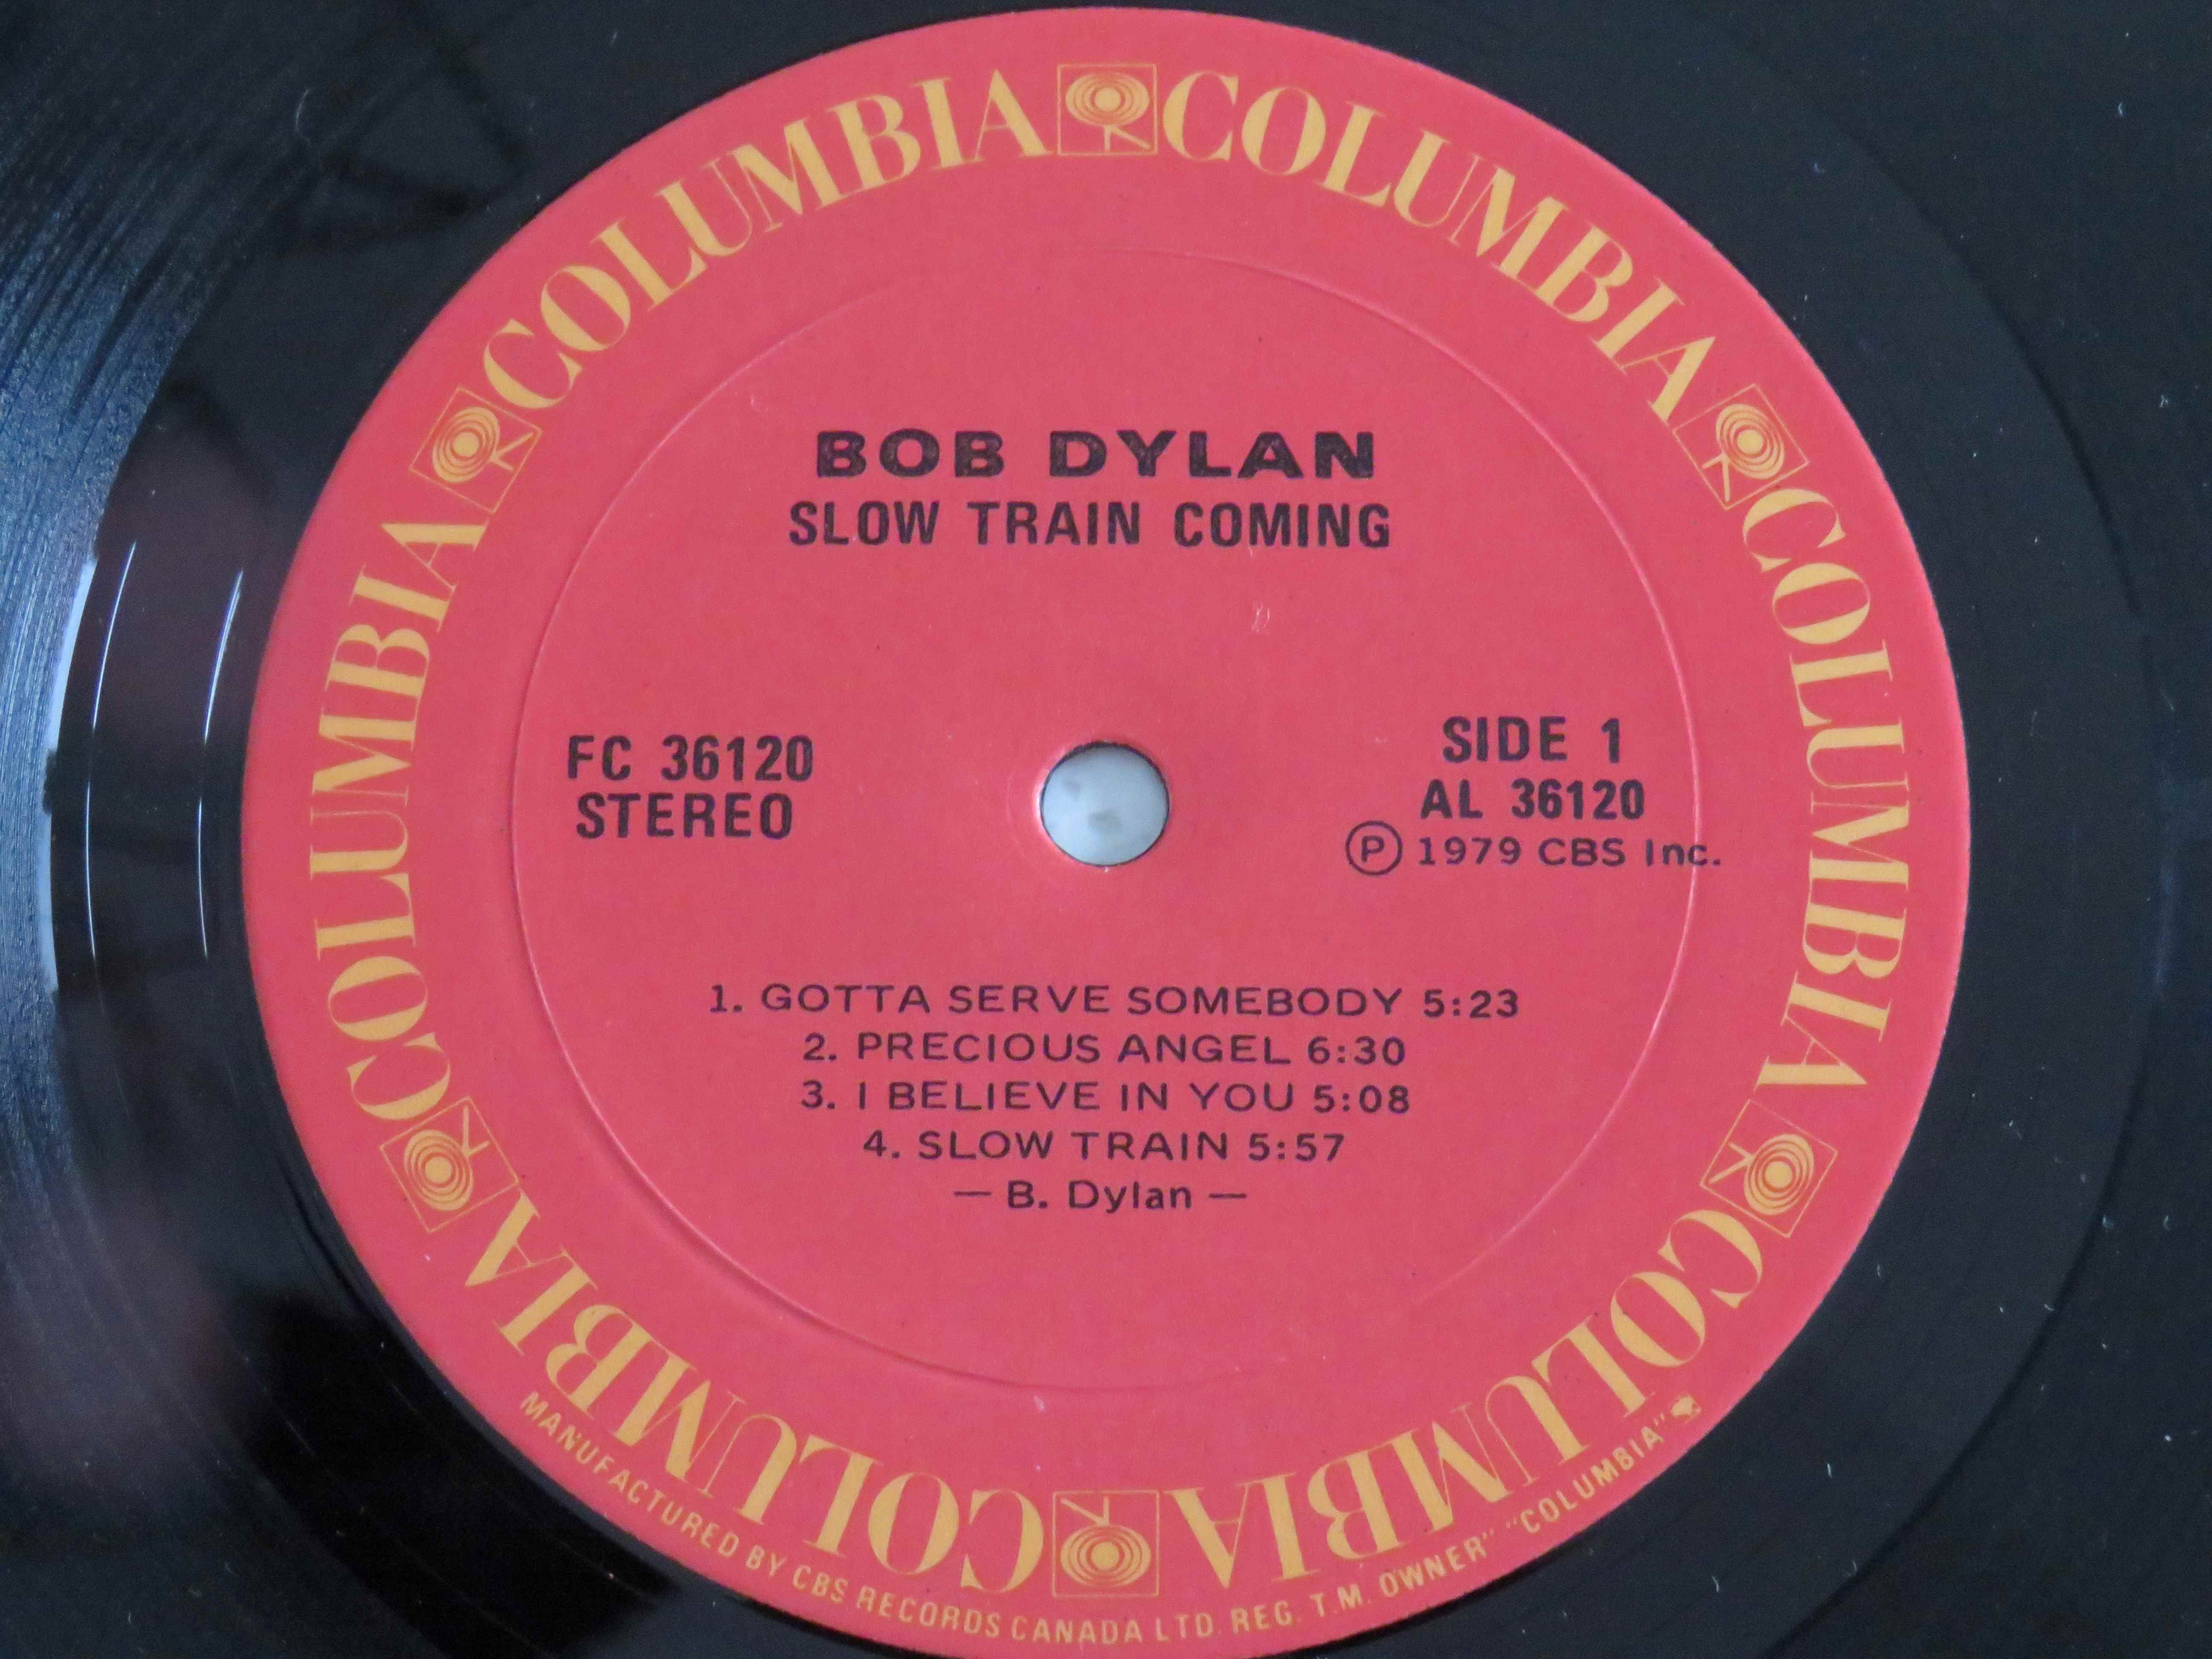 COLUMBIA COLUMBIA COLUMBIA COLUMBIA COLUMBIA COLUMBIA
BOB DYLAN
SLOW TRAIN COMING
FC 36120
STEREO
SIDE 1
AL 36120
Ⓟ 1979 CBS Inc.
1. GOTTA SERVE SOMEBODY 5:23
2. PRECIOUS ANGEL 6:30
3. I BELIEVE IN YOU 5:08
4. SLOW TRAIN 5:57
— B. Dylan —
MANUFACTURED BY CBS RECORDS CANADA LTD. REG. T.M. OWNER" "COLUMBIA"